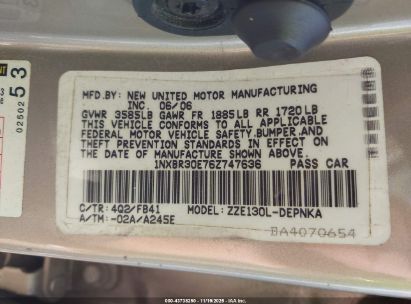 MFD.BY: NEW UNITED MOTOR MANUFACTURING
INC. 06/06
GVWR 3585LB GAWR FR 1885LB RR 1720LB
THIS VEHICLE CONFORMS TO ALL APPLICABLE
FEDERAL MOTOR VEHICLE SAFETY, BUMPER, AND
THEFT PREVENTION STANDARDS IN EFFECT ON
THE DATE OF MANUFACTURE SHOWN ABOVE.
1NXBR30E76Z747636 PASS CAR
C/TR: 4Q2/FB41 MODEL: ZZE130L-DEPNKA
A/TM: -02A/A245E
BA4070654
53
02502